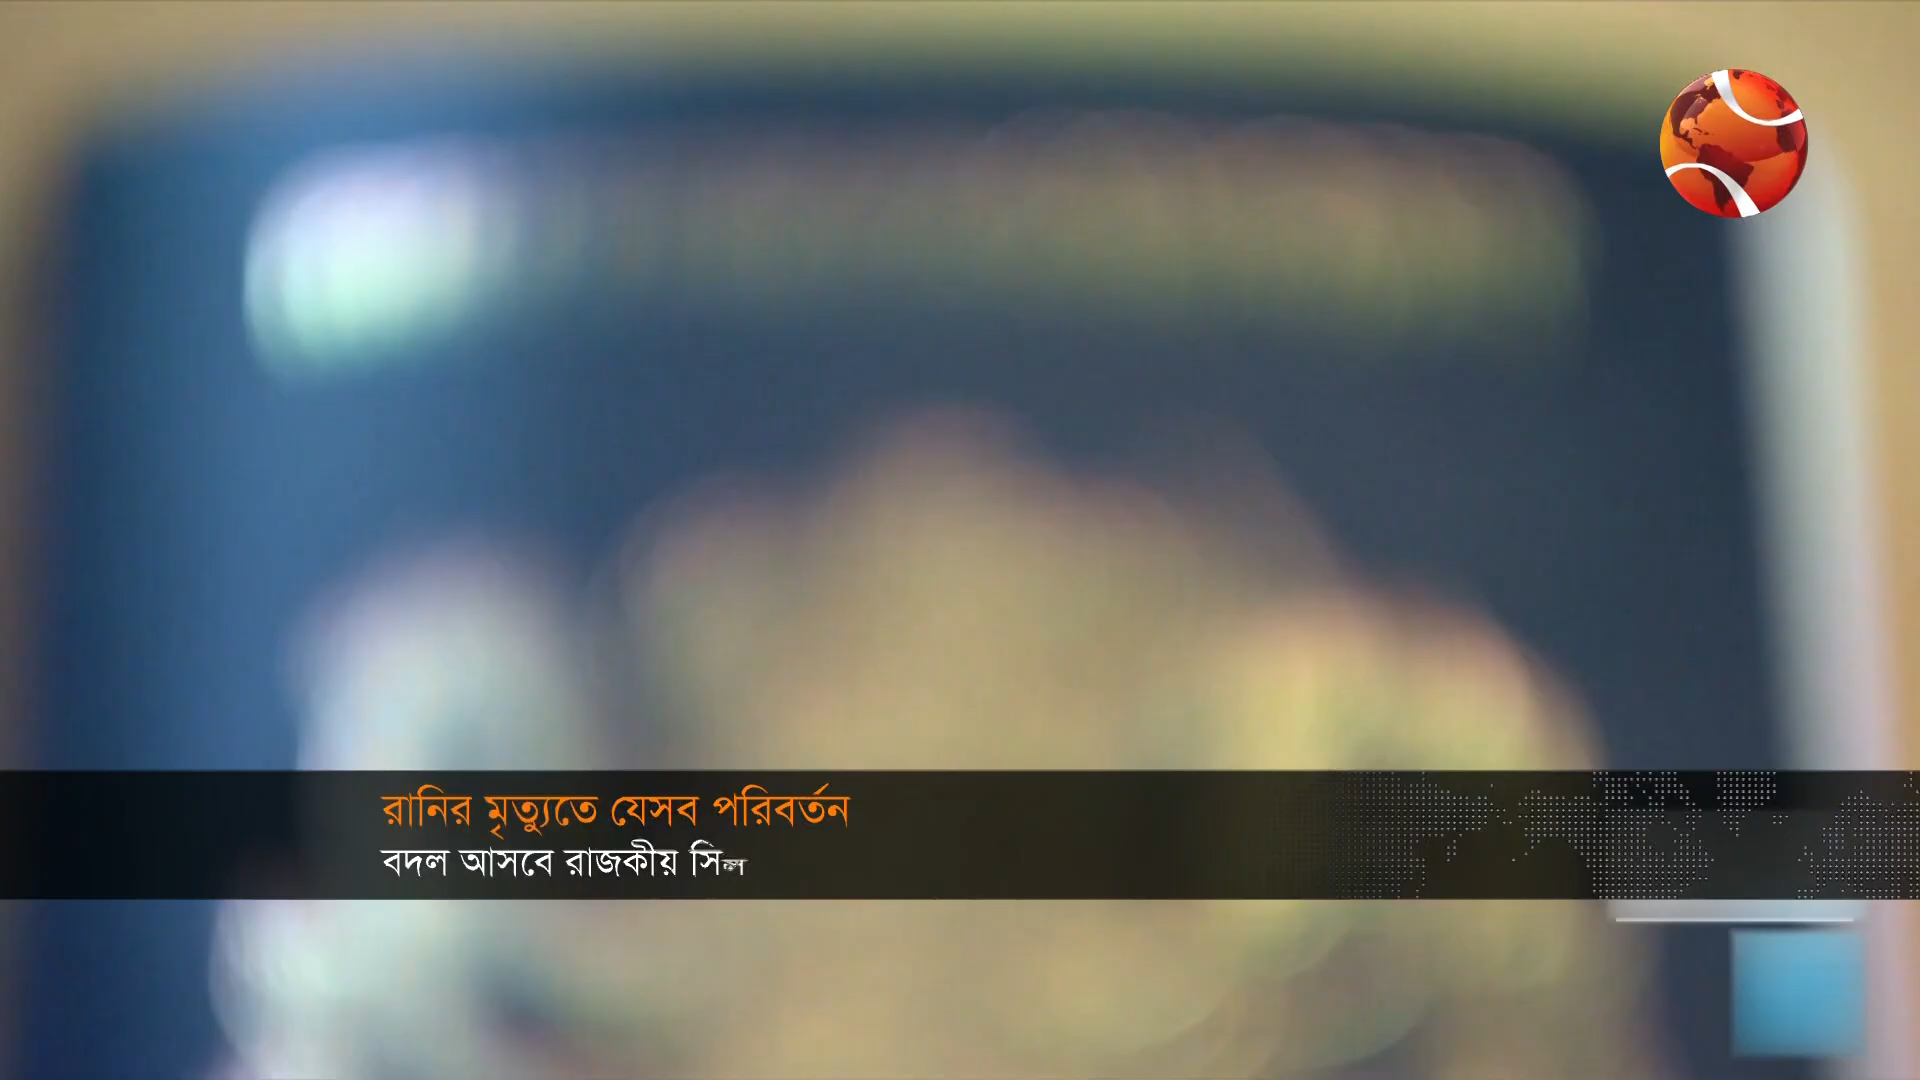 রানির মৃত্যুতে যেসব পরিবর্তন
বদল আসবে রাজকীয় সিল